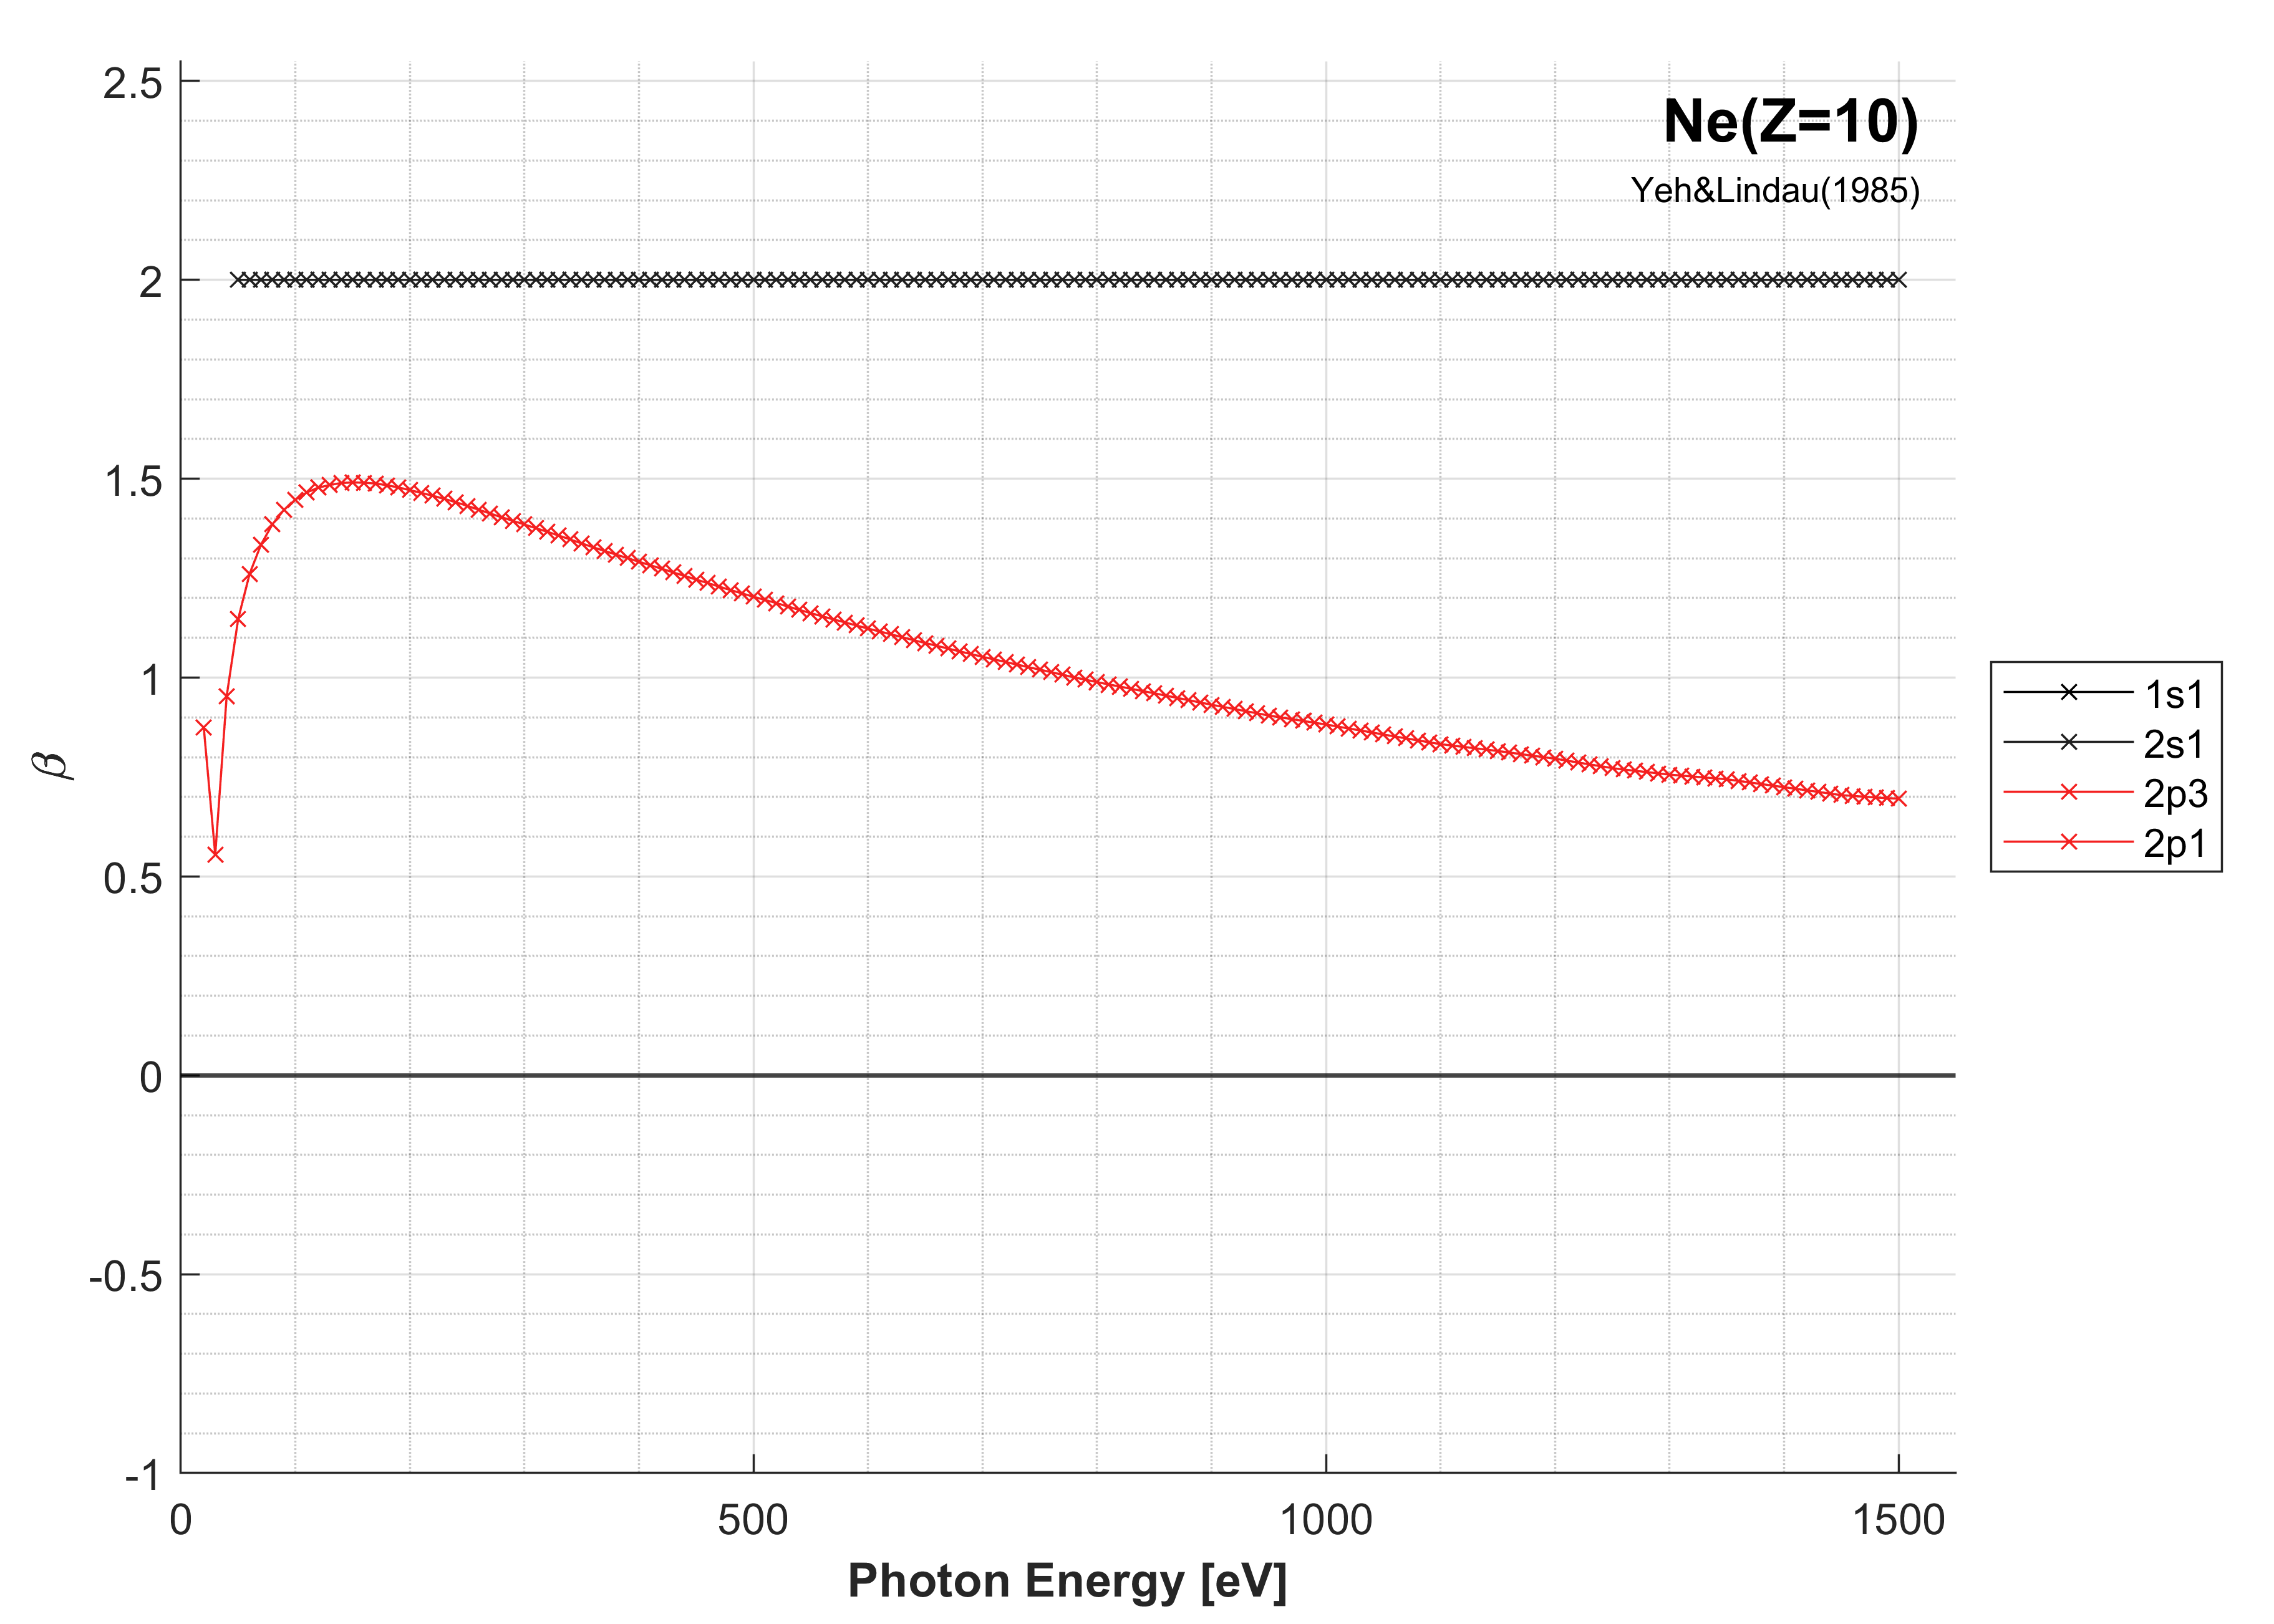 Ne(Z=10)
Yeh&Lindau(1985)
2.5
2
1.5
1
0.5
0
-0.5
-1
β
0 500 1000 1500
Photon Energy [eV]
1s1
2s1
2p3
2p1